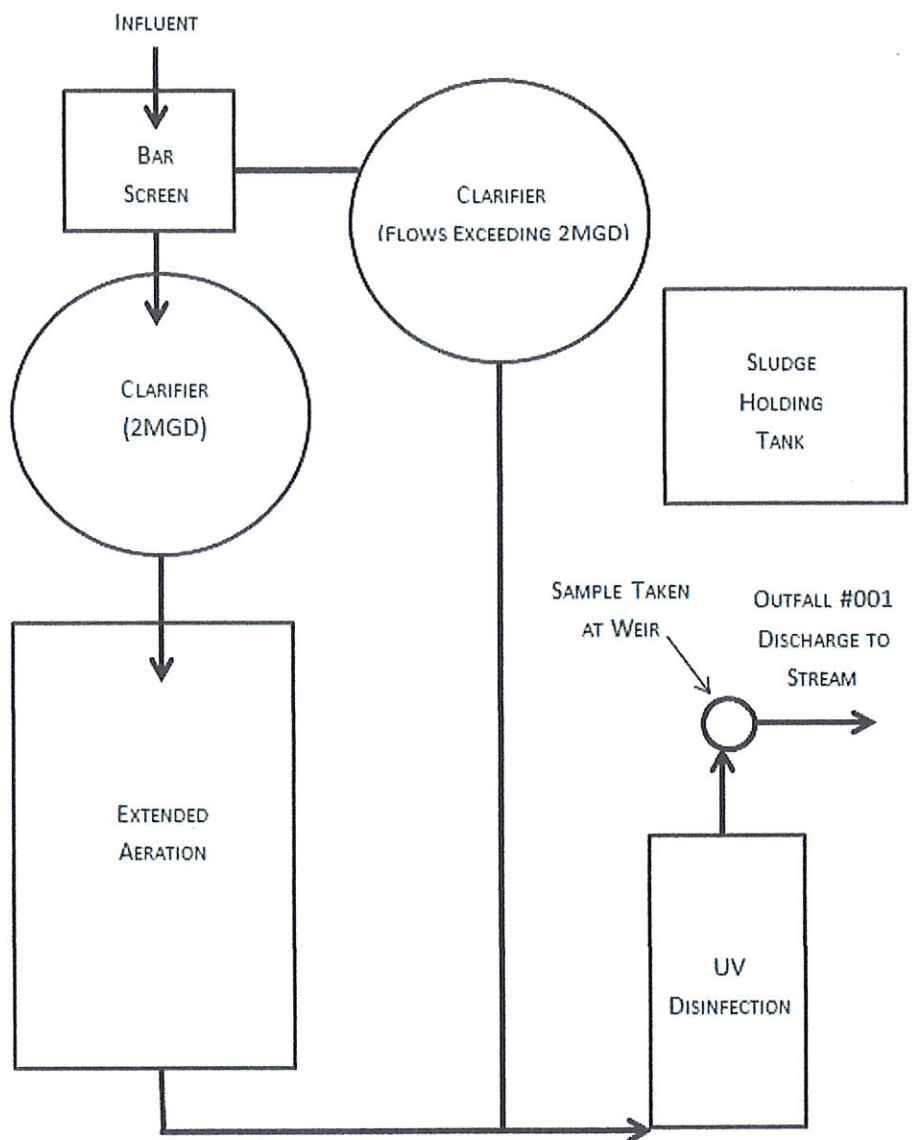 INFLUENT
BAR
SCREEN
CLARIFIER
(FLOWS EXCEEDING 2MGD)
CLARIFIER
(2MGD)
SLUDGE
HOLDING
TANK
SAMPLE TAKEN
AT WEIR
OUTFALL #001
DISCHARGE TO
STREAM
EXTENDED
AERATION
UV
DISINFECTION